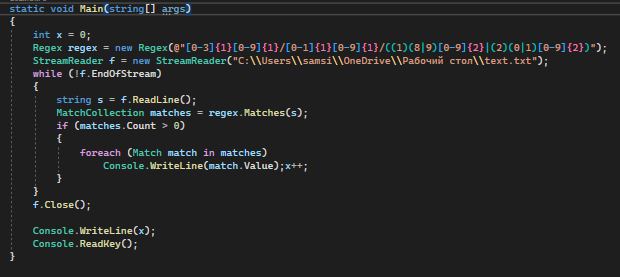 static void Main(string[] args)
{
int x = 0;
Regex regex = new Regex(@"[0-3]{1}[0-9]{1}/[0-1]{1}[0-9]{1}/((1)(8|9)[0-9]{2}|(2)(0|1)[0-9]{2})");
StreamReader f = new StreamReader("C:\\Users\\samsi\\OneDrive\\Рабочий стол\\text.txt");
while (!f.EndOfStream)
{
string s = f.ReadLine();
MatchCollection matches = regex.Matches(s);
if (matches.Count > 0)
{
foreach (Match match in matches)
Console.WriteLine(match.Value);x++;
}
}
f.Close();
Console.WriteLine(x);
Console.ReadKey();
}